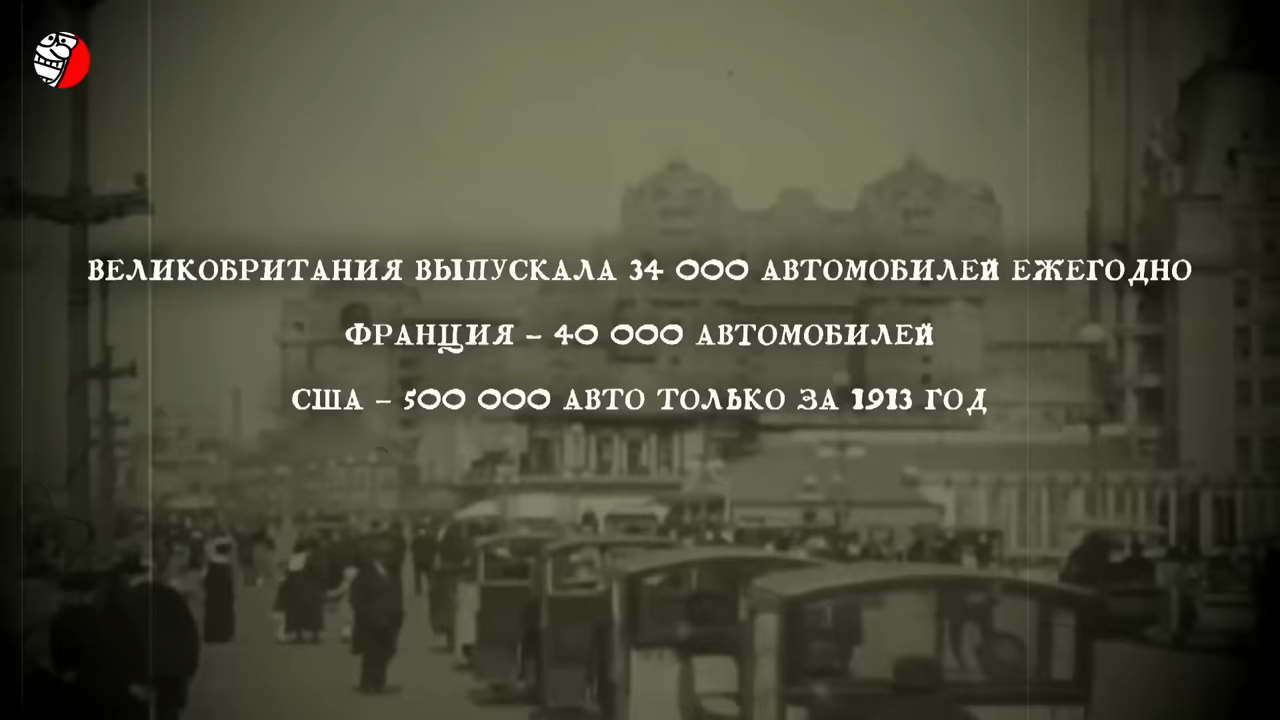 ВЕЛИКОБРИТАНИЯ ВЫПУСКАЛА 34 000 АВТОМОБИЛЕЙ ЕЖЕГОДНО
ФРАНЦИЯ – 40 000 АВТОМОБИЛЕЙ
США – 500 000 АВТО ТОЛЬКО ЗА 1913 ГОД